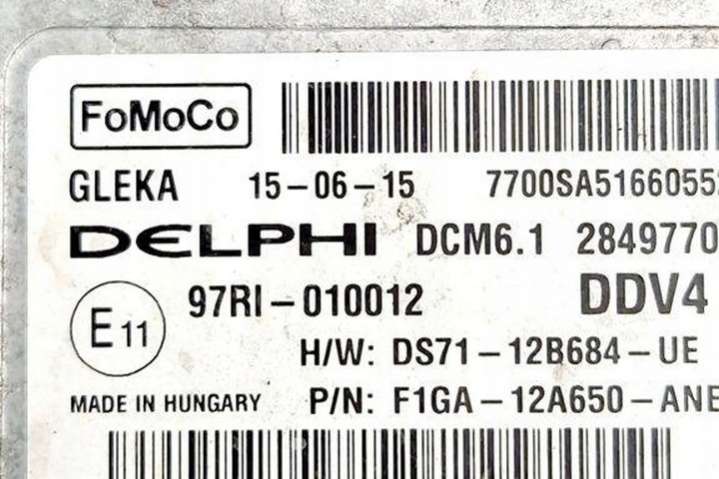 FoMoCo
GLEKA 15-06-15 7700SA5166055
DELPHI DCM6.1 2849770
97RI-010012 DDV4
E11
H/W: DS71-12B684-UE
MADE IN HUNGARY P/N: F1GA-12A650-ANE